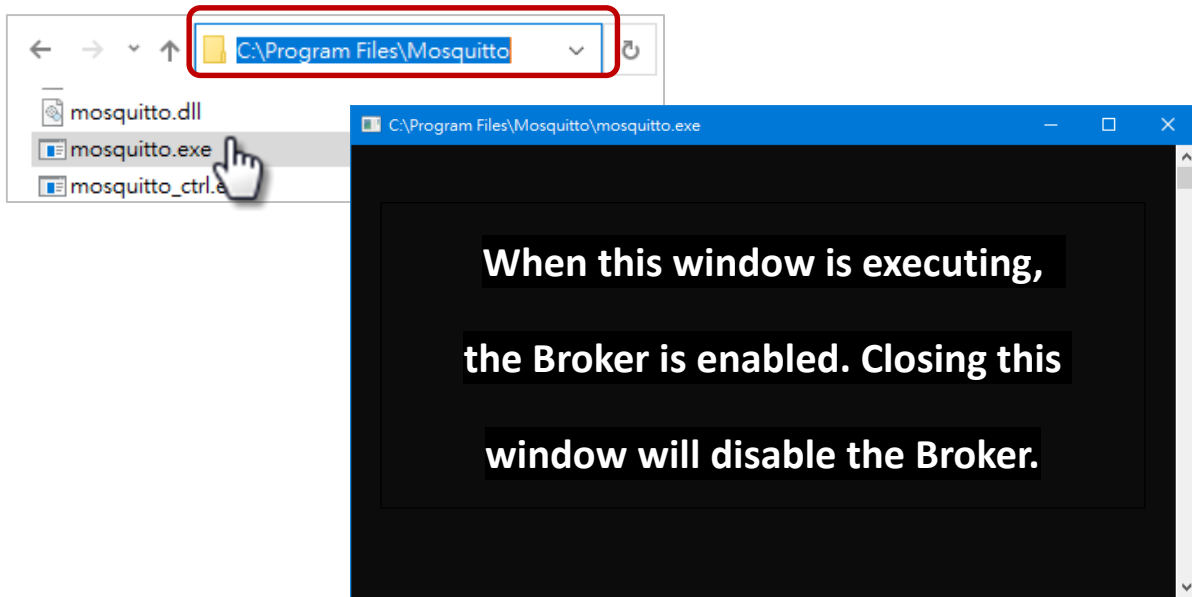 C:\Program Files\Mosquitto
mosquitto.dll
mosquitto.exe
mosquitto_ctrl.e
C:\Program Files\Mosquitto\mosquitto.exe
When this window is executing,
the Broker is enabled. Closing this
window will disable the Broker.